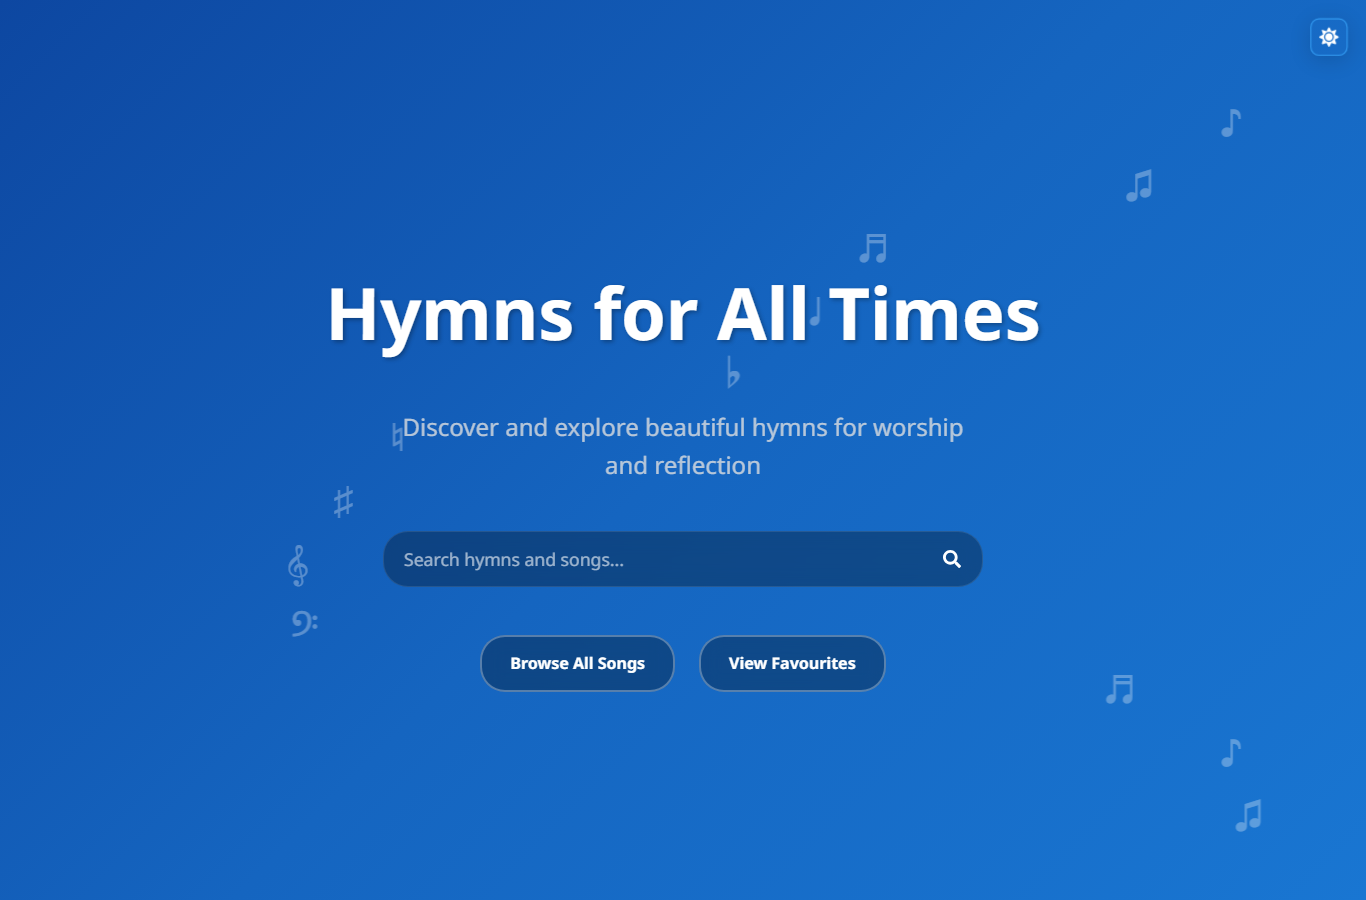 Hymns for All Times
Discover and explore beautiful hymns for worship
and reflection
Search hymns and songs...
Browse All Songs
View Favourites